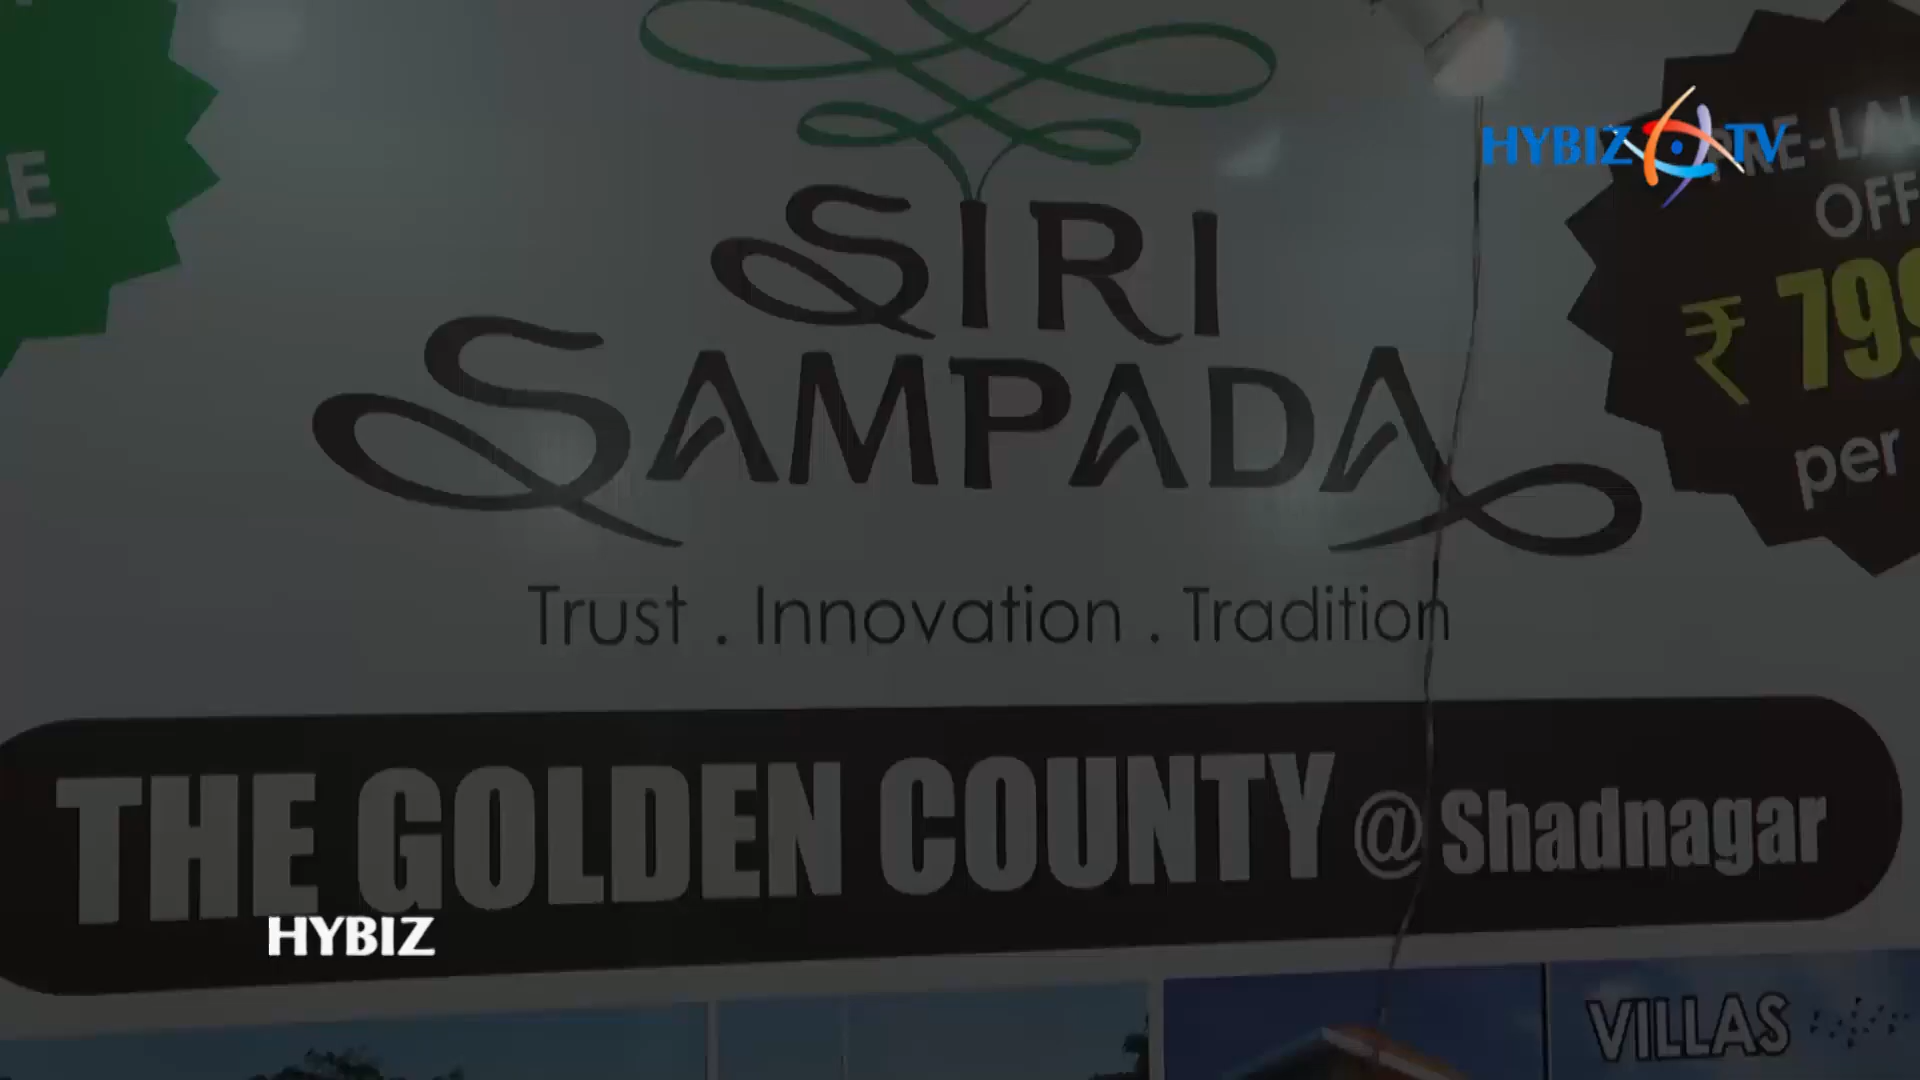 SIRI
SAMPADA
Trust . Innovation . Tradition
THE GOLDEN COUNTY @ Shadnagar
HYBIZ
VILLAS
HYBIZ TV
OFF
₹ 799
per